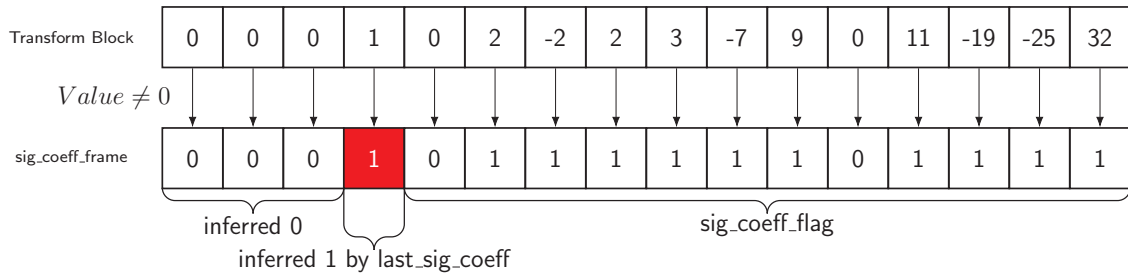 Transform Block 0 0 0 1 0 2 -2 2 3 -7 9 0 11 -19 -25 32
Value ≠ 0
sig_coeff_frame 0 0 0 1 0 1 1 1 1 1 1 0 1 1 1 1
inferred 0 sig_coeff_flag
inferred 1 by last_sig_coeff